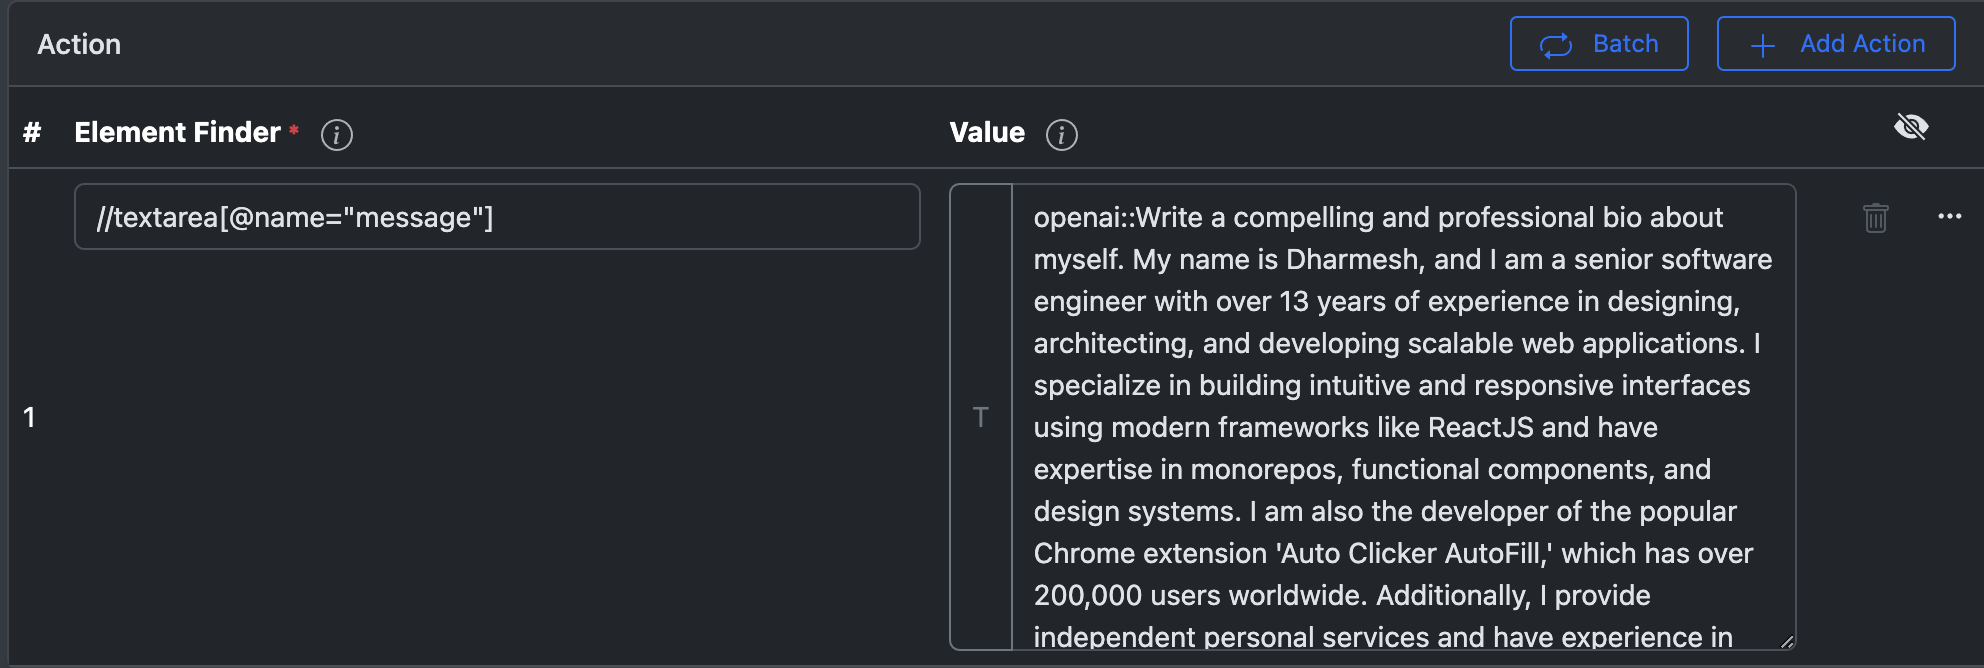 Action
Batch
Add Action
# Element Finder * i
Value i
1
//textarea[@name="message"]
T
openai::Write a compelling and professional bio about
myself. My name is Dharmesh, and I am a senior software
engineer with over 13 years of experience in designing,
architecting, and developing scalable web applications. I
specialize in building intuitive and responsive interfaces
using modern frameworks like ReactJS and have
expertise in monorepos, functional components, and
design systems. I am also the developer of the popular
Chrome extension 'Auto Clicker AutoFill,' which has over
200,000 users worldwide. Additionally, I provide
independent personal services and have experience in